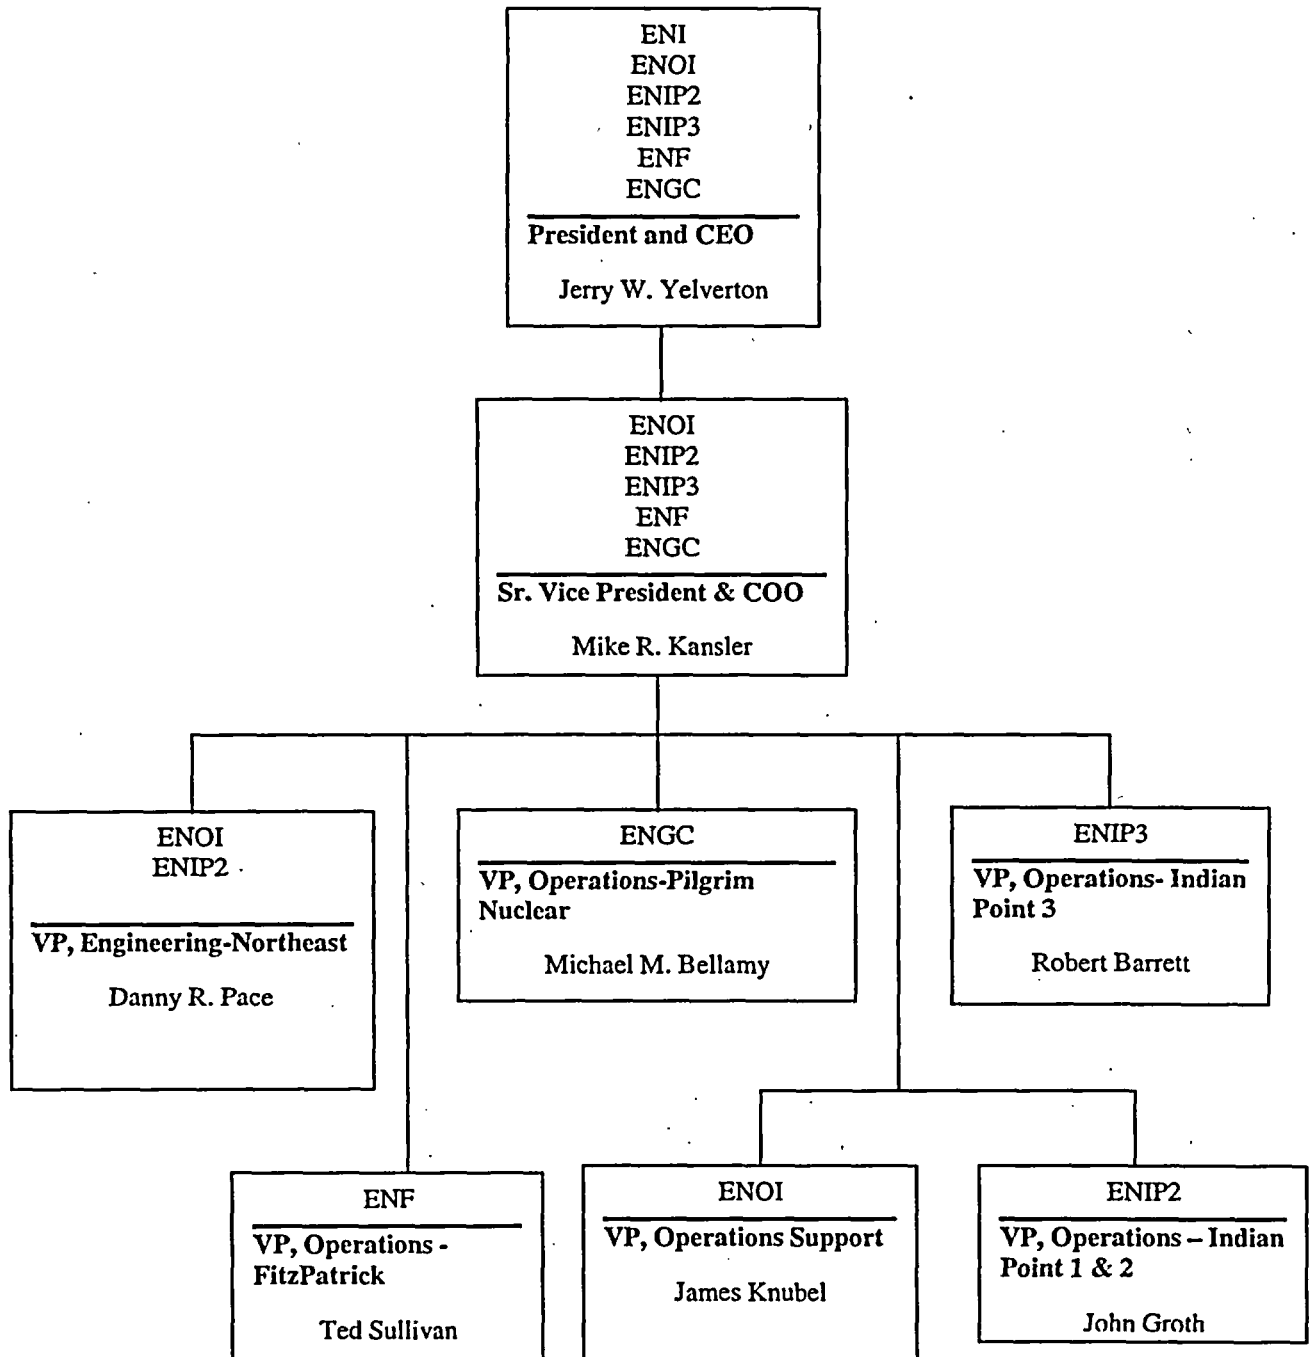 ENI
ENOI
ENIP2
ENIP3
ENF
ENGC
President and CEO
Jerry W. Yelverton
ENOI
ENIP2
ENIP3
ENF
ENGC
Sr. Vice President & COO
Mike R. Kansler
ENOI
ENIP2
VP, Engineering-Northeast
Danny R. Pace
ENGC
VP, Operations-Pilgrim
Nuclear
Michael M. Bellamy
ENIP3
VP, Operations- Indian
Point 3
Robert Barrett
ENF
VP, Operations -
FitzPatrick
Ted Sullivan
ENOI
VP, Operations Support
James Knubel
ENIP2
VP, Operations – Indian
Point 1 & 2
John Groth